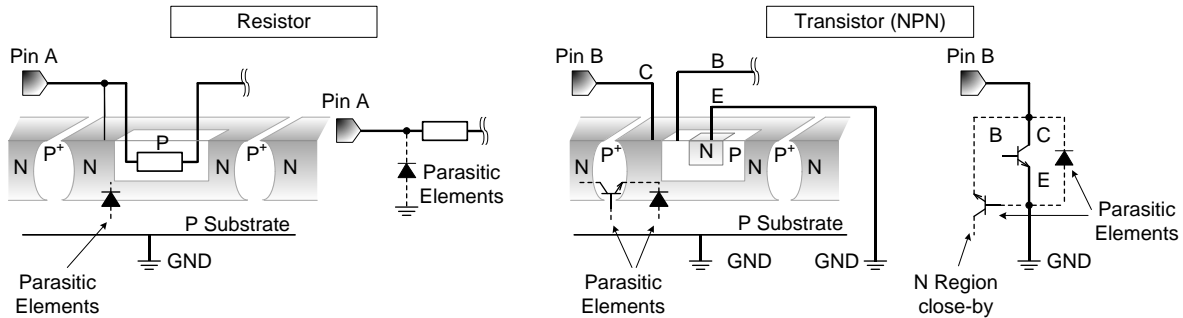 Resistor
Transistor (NPN)
Pin A
Pin A
N
P⁺
N
P
N
P⁺
N
Parasitic
Elements
P Substrate
GND
Parasitic
Elements
Pin B
C
B
E
N
P⁺
N
P
N
P⁺
N
P Substrate
GND
GND
Parasitic
Elements
Pin B
B
C
E
Parasitic
Elements
N Region
close-by
GND